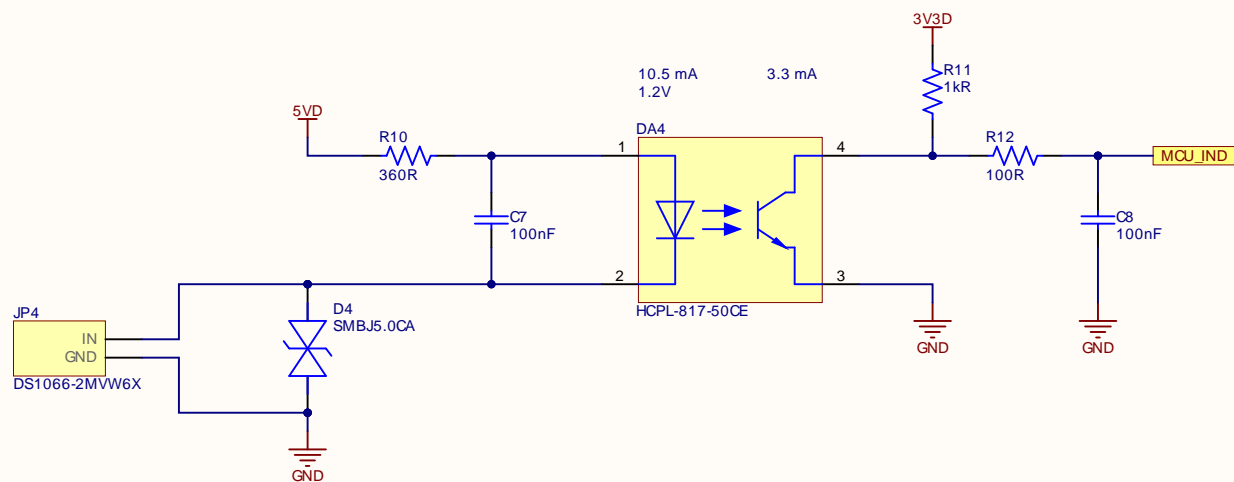 3V3D
10.5 mA
3.3 mA
1.2V
R11
1kR
5VD
DA4
R10
360R
1
4
R12
100R
MCU_IND
C7
100nF
C8
100nF
2
3
HCPL-817-50CE
JP4
IN
GND
DS1066-2MVW6X
D4
SMBJ5.0CA
GND
GND
GND